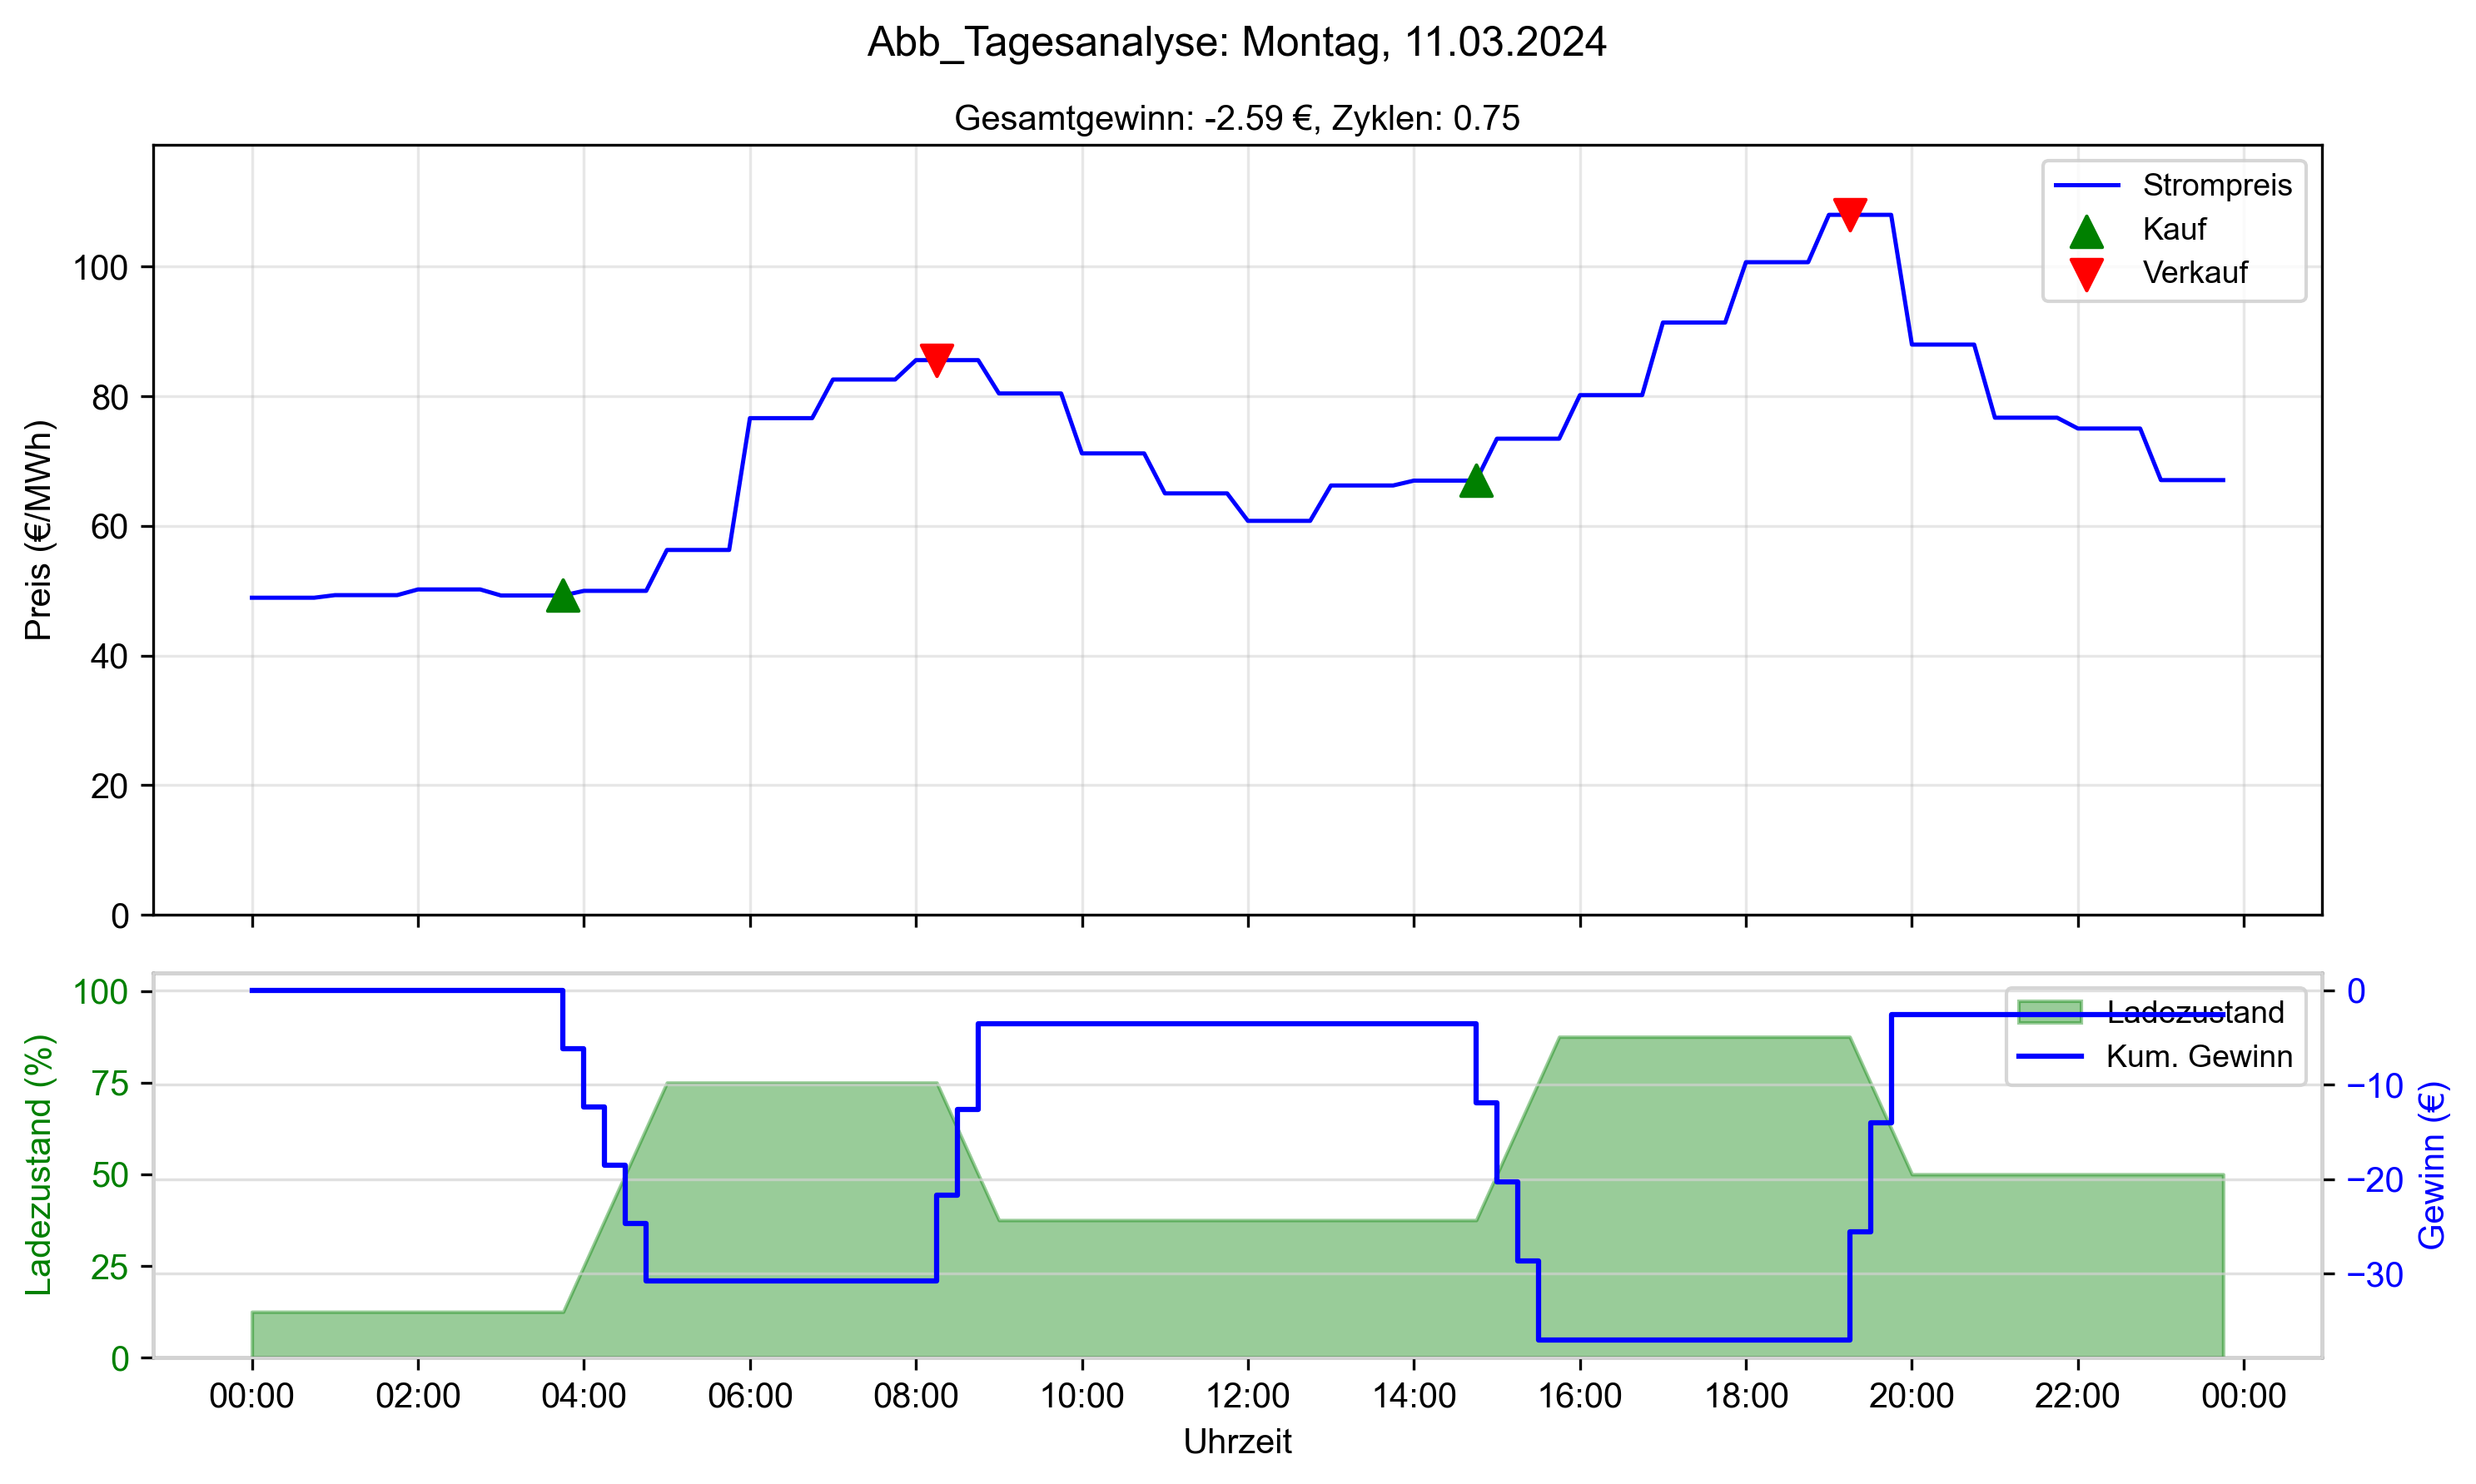 Abb_Tagesanalyse: Montag, 11.03.2024
Gesamtgewinn: -2.59 €, Zyklen: 0.75
Strompreis
Kauf
Verkauf
Preis (€/MWh)
100
80
60
40
20
0
Ladezustand
Kum. Gewinn
Ladezustand (%)
100
75
50
25
0
0
−10
−20
−30
Gewinn (€)
00:00 02:00 04:00 06:00 08:00 10:00 12:00 14:00 16:00 18:00 20:00 22:00 00:00
Uhrzeit